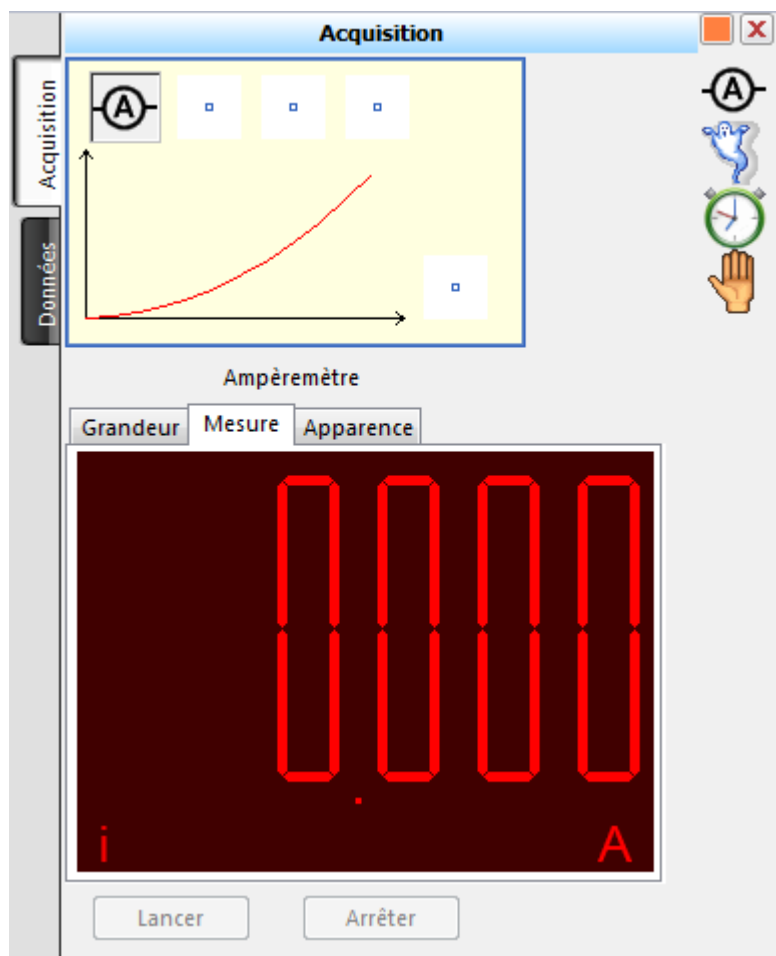 Acquisition
Acquisition
Données
A
A
Ampèremètre
Grandeur Mesure Apparence
0.000
i A
Lancer Arrêter